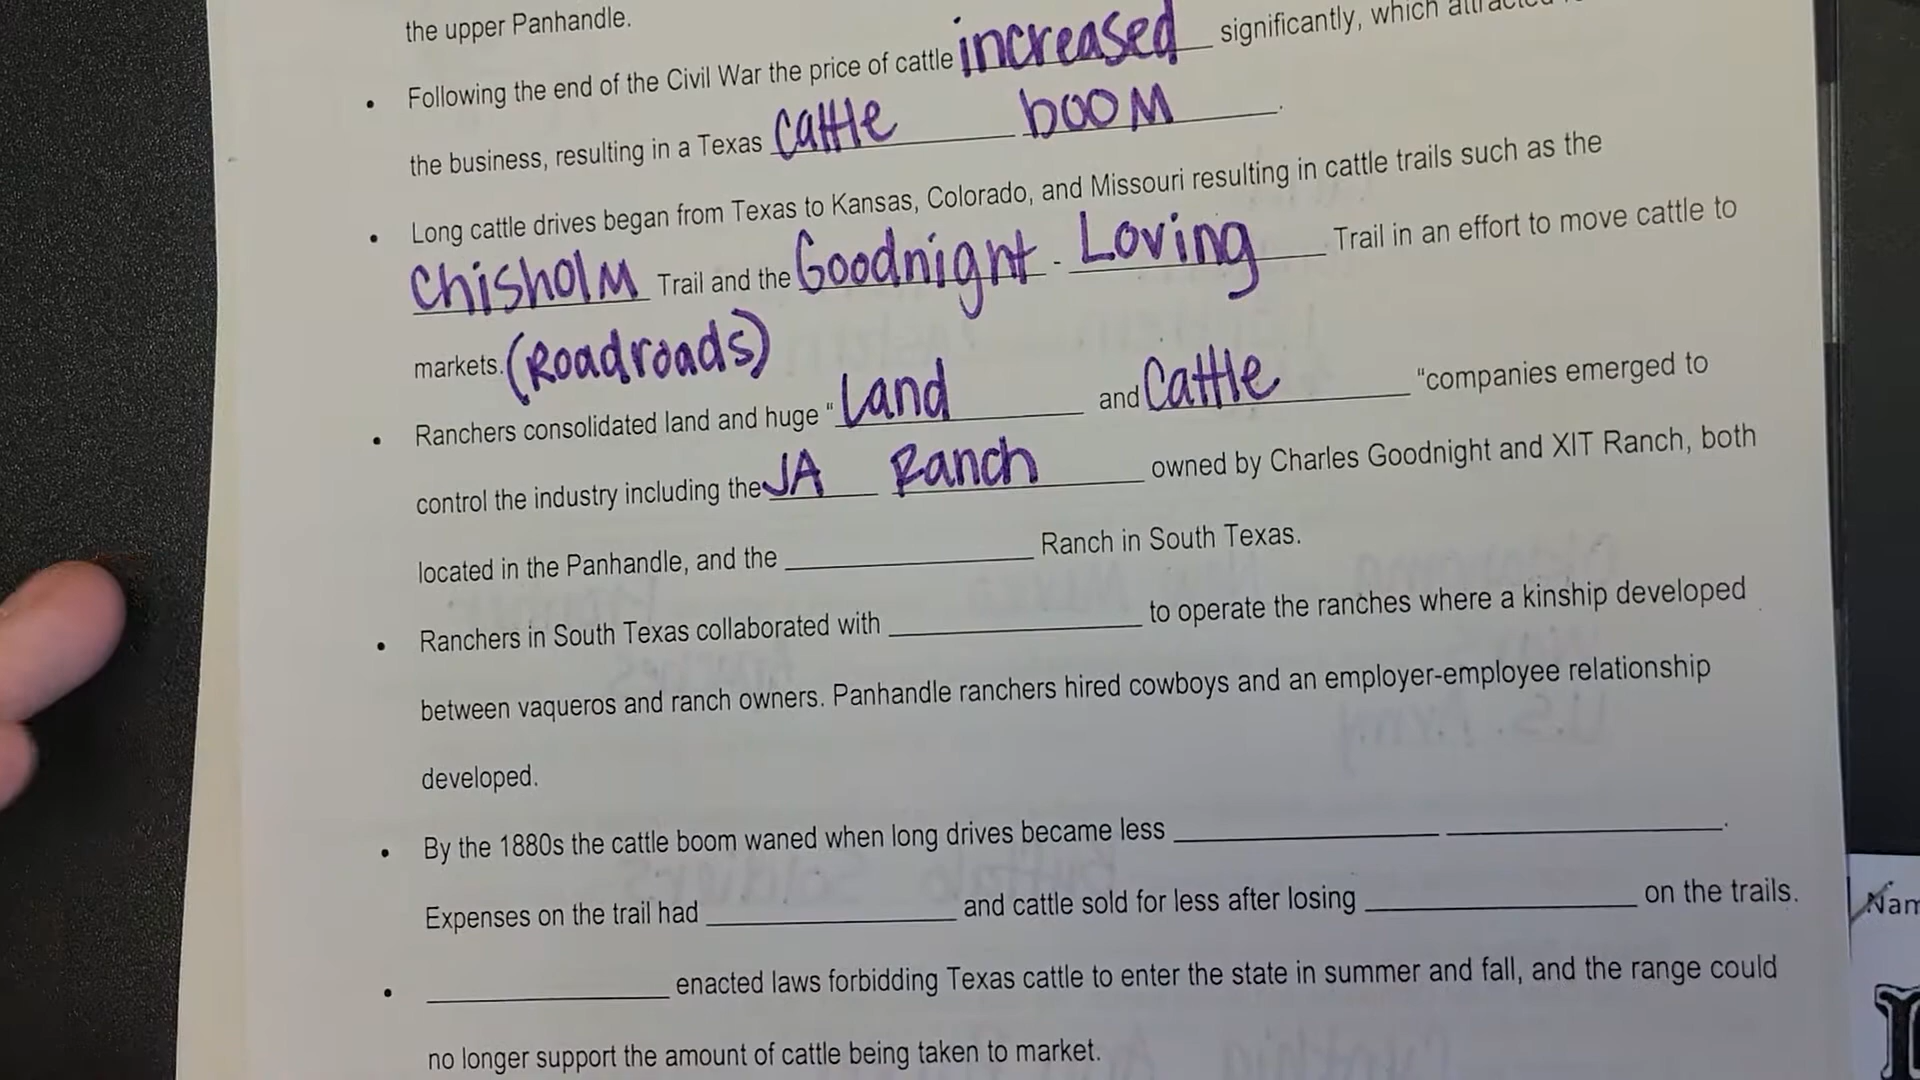 the upper Panhandle.
• Following the end of the Civil War the price of cattle increased significantly, which attracted
the business, resulting in a Texas cattle boom.
• Long cattle drives began from Texas to Kansas, Colorado, and Missouri resulting in cattle trails such as the
Chisholm Trail and the Goodnight - Loving Trail in an effort to move cattle to
markets. (Roadroads)
• Ranchers consolidated land and huge "Land and Cattle "companies emerged to
control the industry including the JA Ranch owned by Charles Goodnight and XIT Ranch, both
located in the Panhandle, and the ____________ Ranch in South Texas.
• Ranchers in South Texas collaborated with ____________ to operate the ranches where a kinship developed
between vaqueros and ranch owners. Panhandle ranchers hired cowboys and an employer-employee relationship
developed.
• By the 1880s the cattle boom waned when long drives became less ____________ ____________.
Expenses on the trail had ____________ and cattle sold for less after losing ____________ on the trails.
• ____________ enacted laws forbidding Texas cattle to enter the state in summer and fall, and the range could
no longer support the amount of cattle being taken to market.
Nam